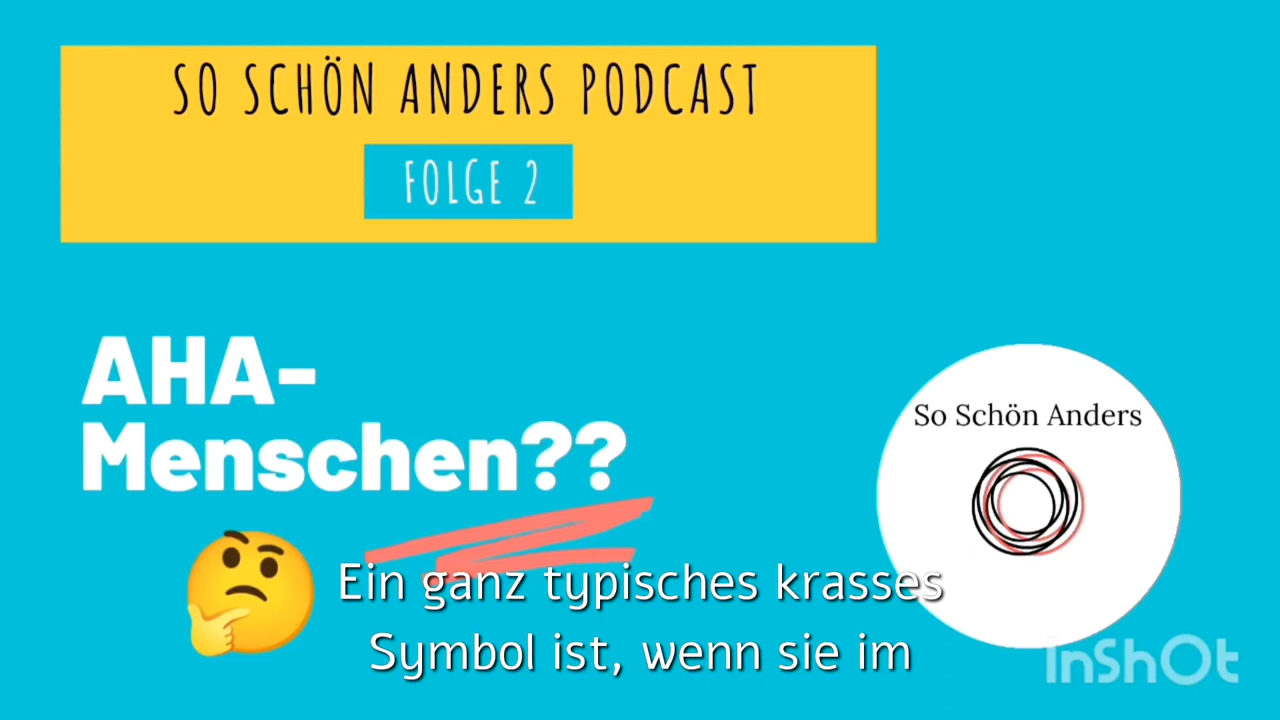 SO SCHÖN ANDERS PODCAST
FOLGE 2
AHA-
Menschen??
So Schön Anders
Ein ganz typisches krasses
Symbol ist, wenn sie im
InShOt